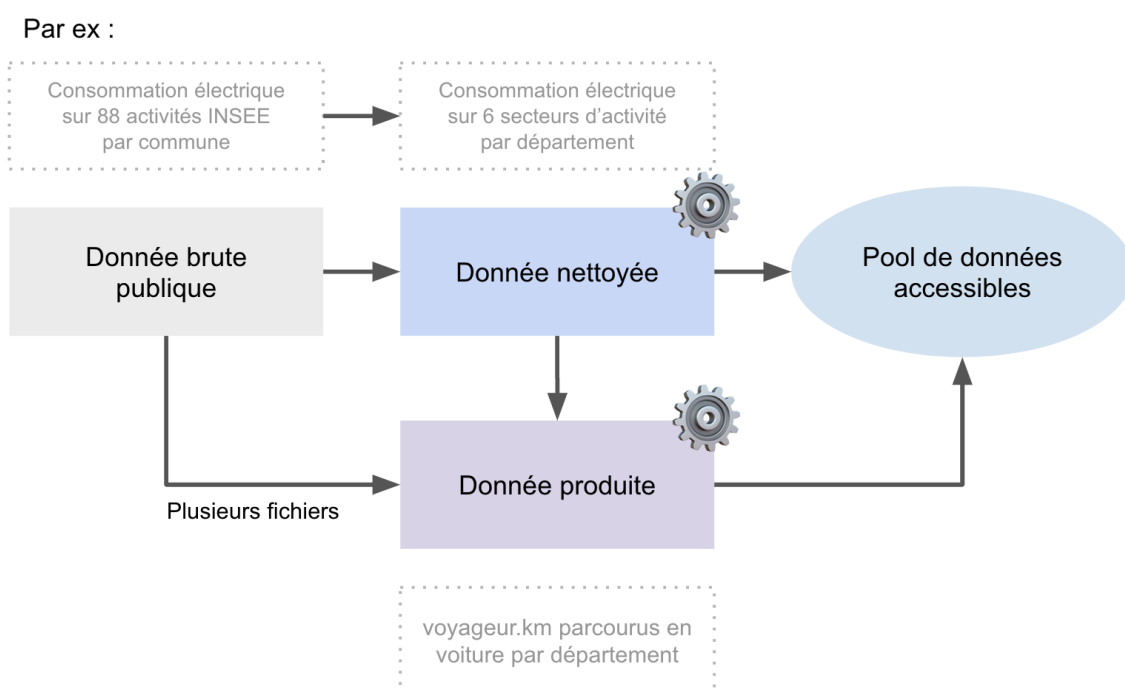 Par ex :
Consommation électrique
sur 88 activités INSEE
par commune
Consommation électrique
sur 6 secteurs d'activité
par département
Donnée brute
publique
Donnée nettoyée
Pool de données
accessibles
Donnée produite
Plusieurs fichiers
voyageur.km parcourus en
voiture par département